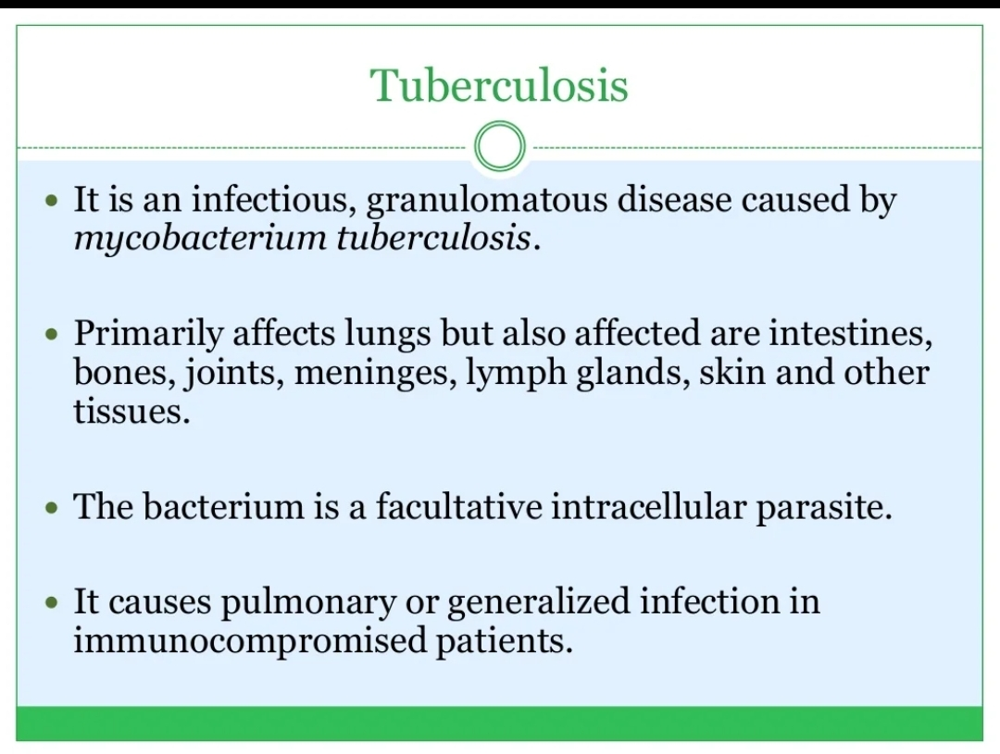 Tuberculosis
• It is an infectious, granulomatous disease caused by
mycobacterium tuberculosis.
• Primarily affects lungs but also affected are intestines,
bones, joints, meninges, lymph glands, skin and other
tissues.
• The bacterium is a facultative intracellular parasite.
• It causes pulmonary or generalized infection in
immunocompromised patients.